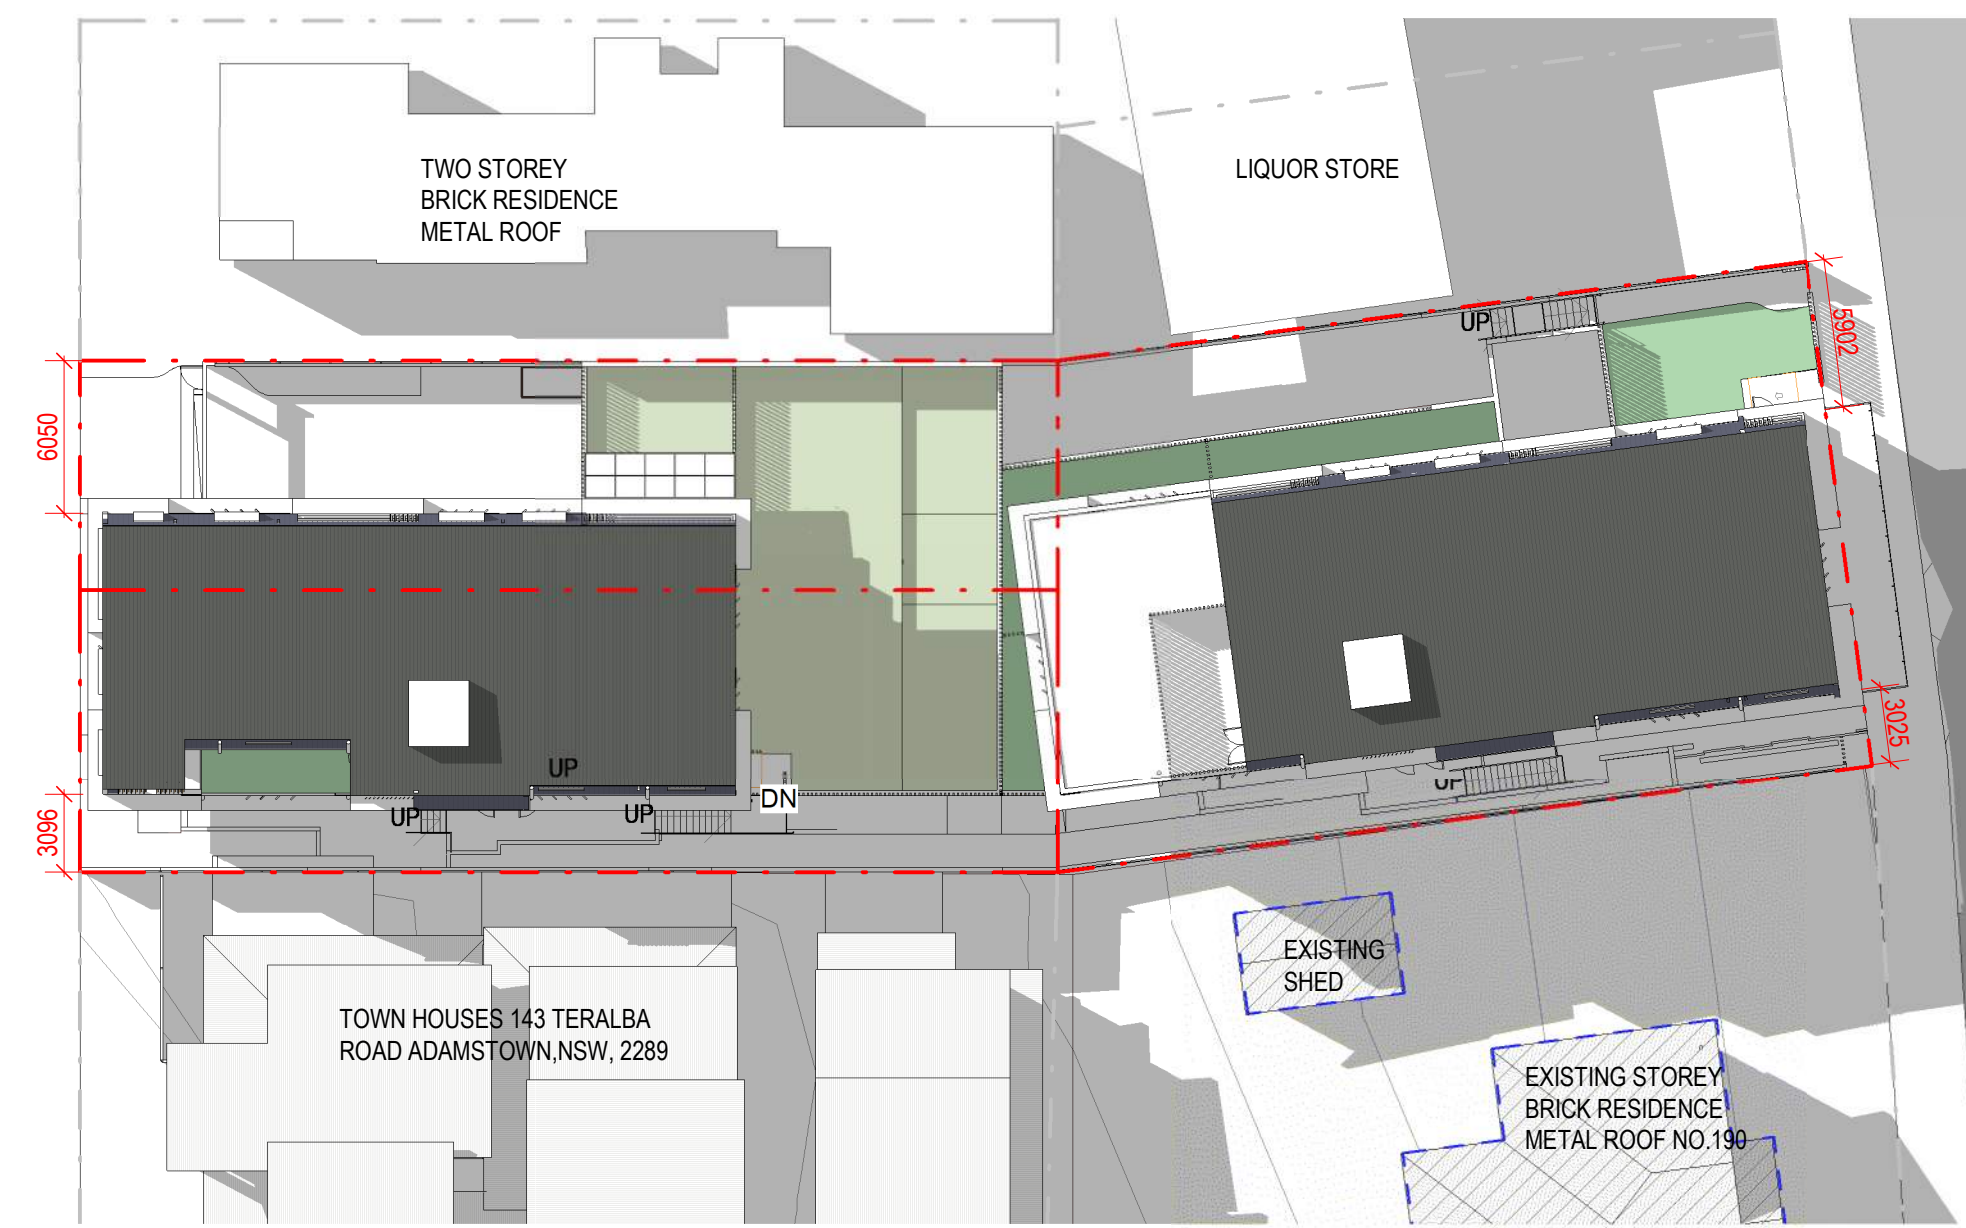 TWO STOREY
BRICK RESIDENCE
METAL ROOF
LIQUOR STORE
UP
5902
6050
3025
UP
UP
UP
DN
UP
3096
EXISTING
SHED
TOWN HOUSES 143 TERALBA
ROAD ADAMSTOWN,NSW, 2289
EXISTING STOREY
BRICK RESIDENCE
METAL ROOF NO.190